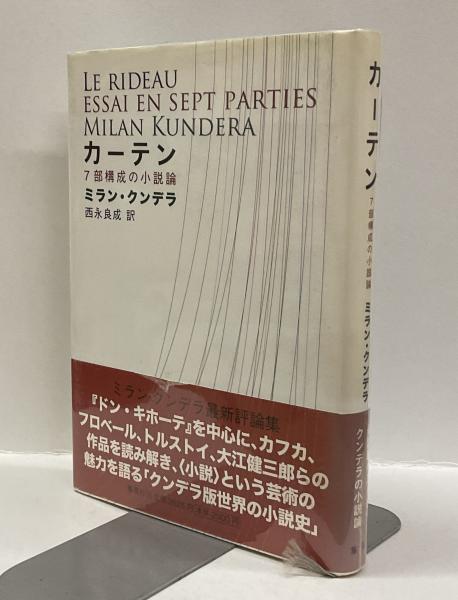 LE RIDEAU
ESSAI EN SEPT PARTIES
MILAN KUNDERA
カーテン
7部構成の小説論
ミラン・クンデラ
西永良成 訳
ミラン・クンデラ最新評論集
『ドン・キホーテ』を中心に、カフカ、
フロベール、トルストイ、大江健三郎らの
作品を読み解き、〈小説〉という芸術の
魅力を語る「クンデラ版世界の小説史」
カーテン
7部構成の小説論
ミラン・クンデラ
クンデラの小説論